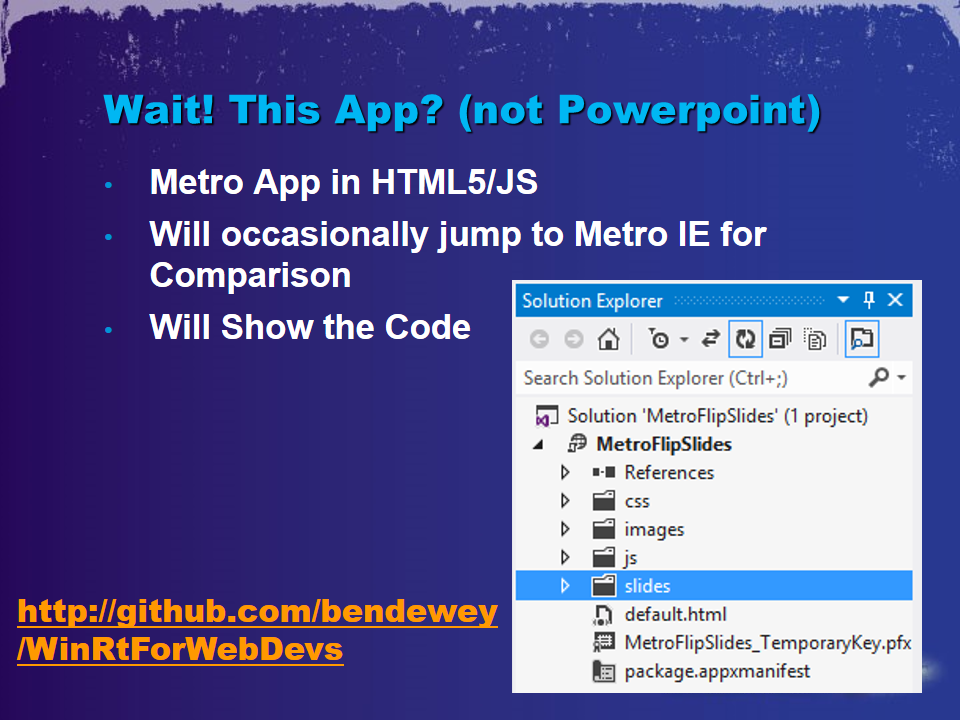 Wait! This App? (not Powerpoint)
• Metro App in HTML5/JS
• Will occasionally jump to Metro IE for
Comparison
• Will Show the Code
Solution Explorer
Search Solution Explorer (Ctrl+;)
Solution 'MetroFlipSlides' (1 project)
MetroFlipSlides
References
css
images
js
slides
default.html
MetroFlipSlides_TemporaryKey.pfx
package.appxmanifest
http://github.com/bendewey
/WinRtForWebDevs